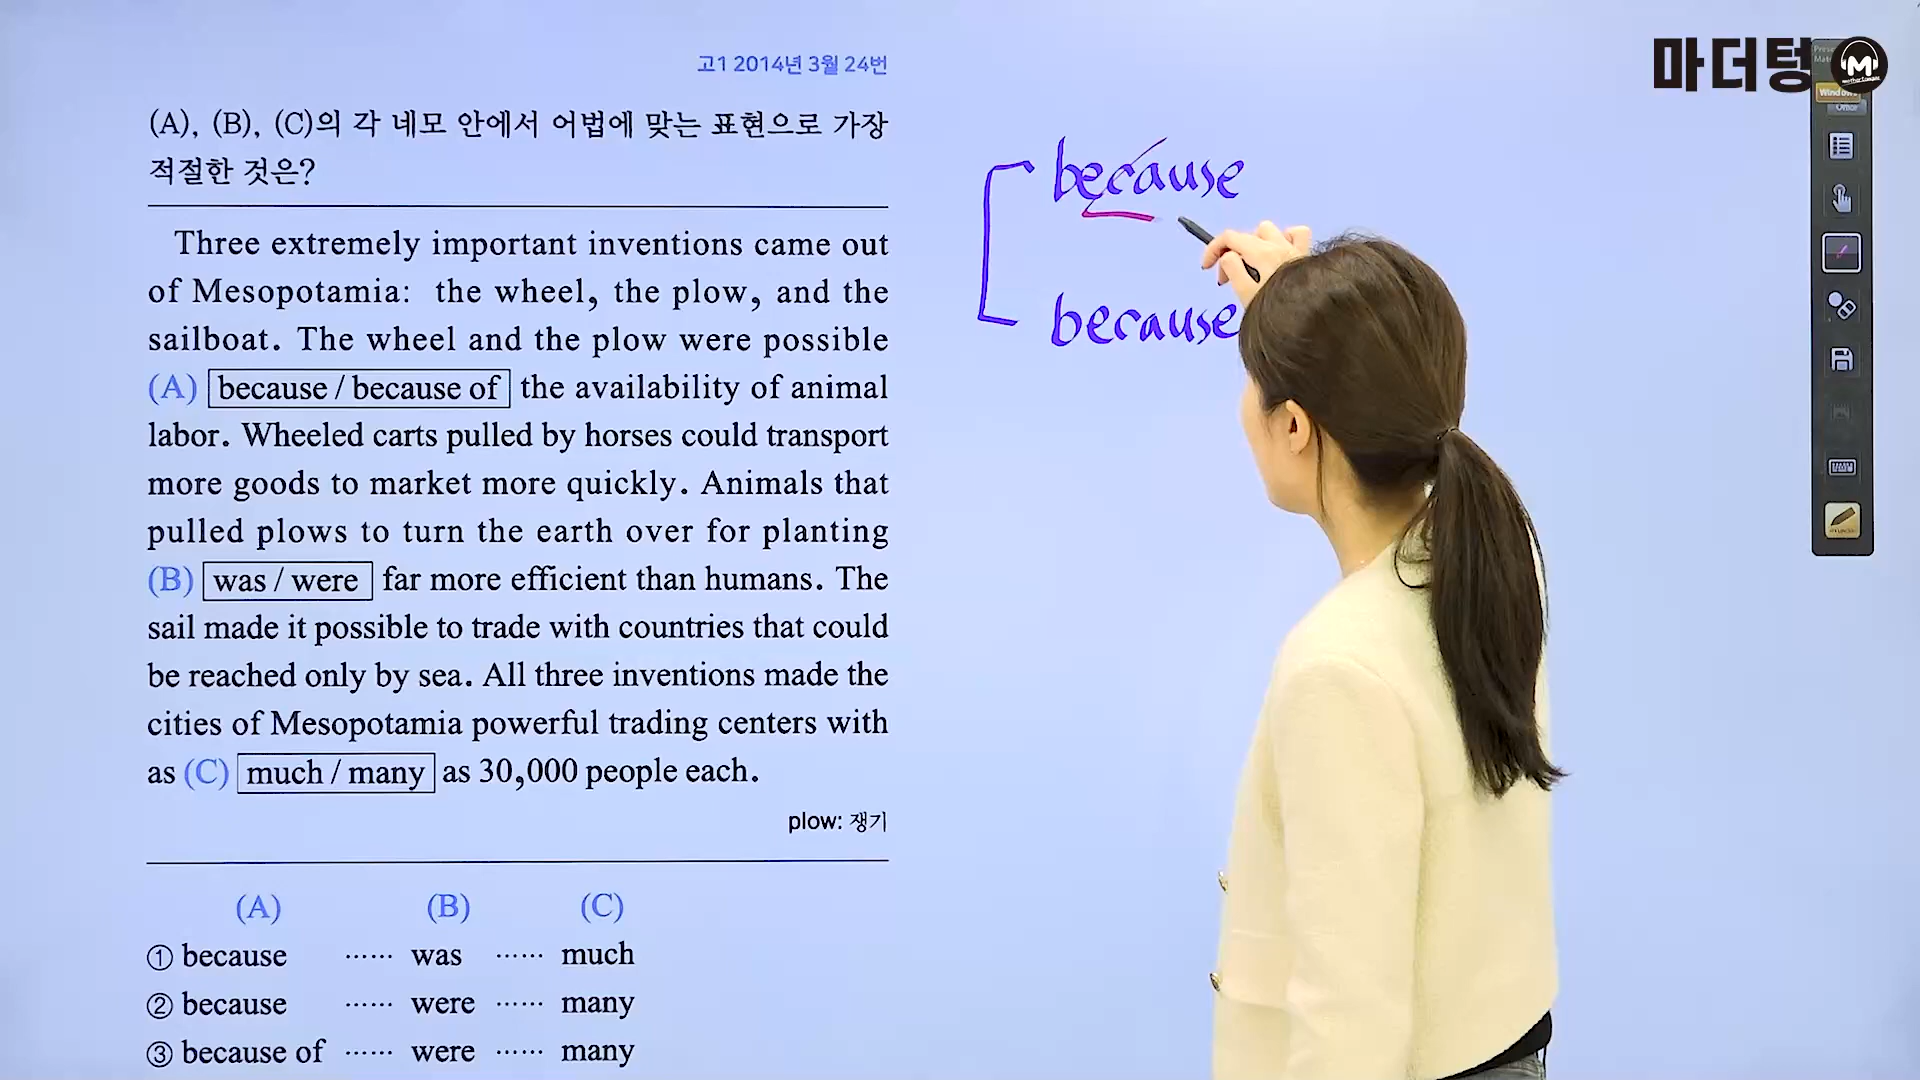 고1 2014년 3월 24번
마더텅
M
(A), (B), (C)의 각 네모 안에서 어법에 맞는 표현으로 가장
적절한 것은?
Three extremely important inventions came out
of Mesopotamia: the wheel, the plow, and the
sailboat. The wheel and the plow were possible
(A) because / because of the availability of animal
labor. Wheeled carts pulled by horses could transport
more goods to market more quickly. Animals that
pulled plows to turn the earth over for planting
(B) was / were far more efficient than humans. The
sail made it possible to trade with countries that could
be reached only by sea. All three inventions made the
cities of Mesopotamia powerful trading centers with
as (C) much / many as 30,000 people each.
plow: 쟁기
(A) (B) (C)
① because ...... was ...... much
② because ...... were ...... many
③ because of ...... were ...... many
because
because